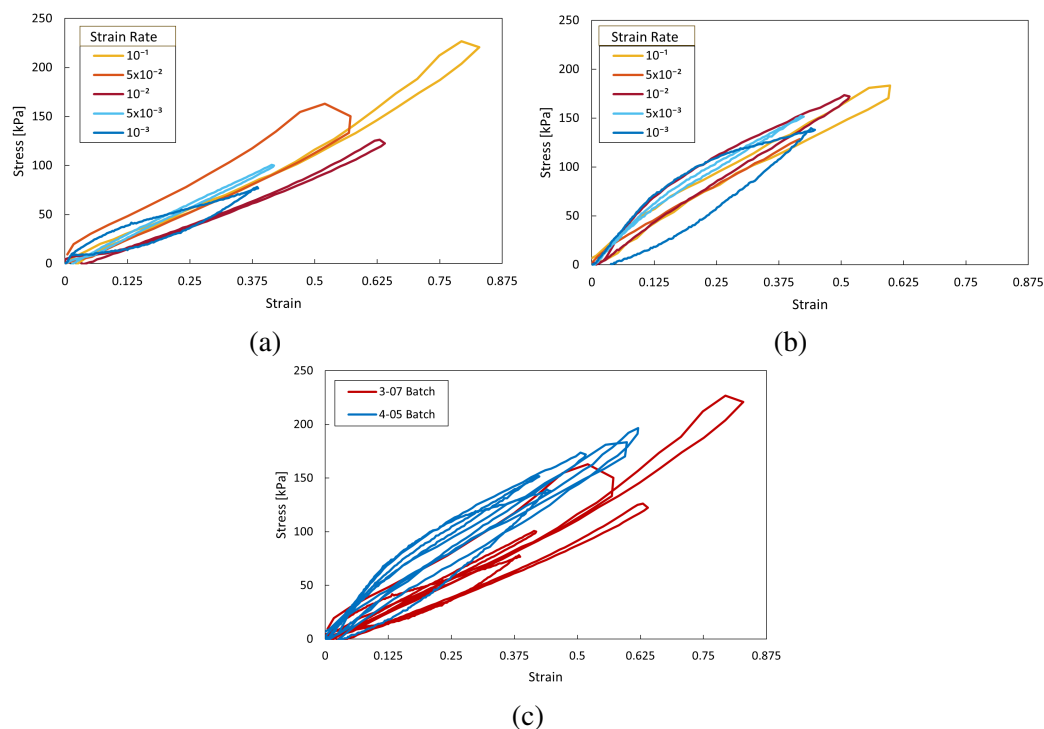 Strain Rate
10⁻¹
5x10⁻²
10⁻²
5x10⁻³
10⁻³
250
200
150
100
50
0
Stress [kPa]
0 0.125 0.25 0.375 0.5 0.625 0.75 0.875
Strain
(a)
Strain Rate
10⁻¹
5x10⁻²
10⁻²
5x10⁻³
10⁻³
250
200
150
100
50
0
Stress [kPa]
0 0.125 0.25 0.375 0.5 0.625 0.75 0.875
Strain
(b)
3-07 Batch
4-05 Batch
250
200
150
100
50
0
Stress [kPa]
0 0.125 0.25 0.375 0.5 0.625 0.75 0.875
Strain
(c)